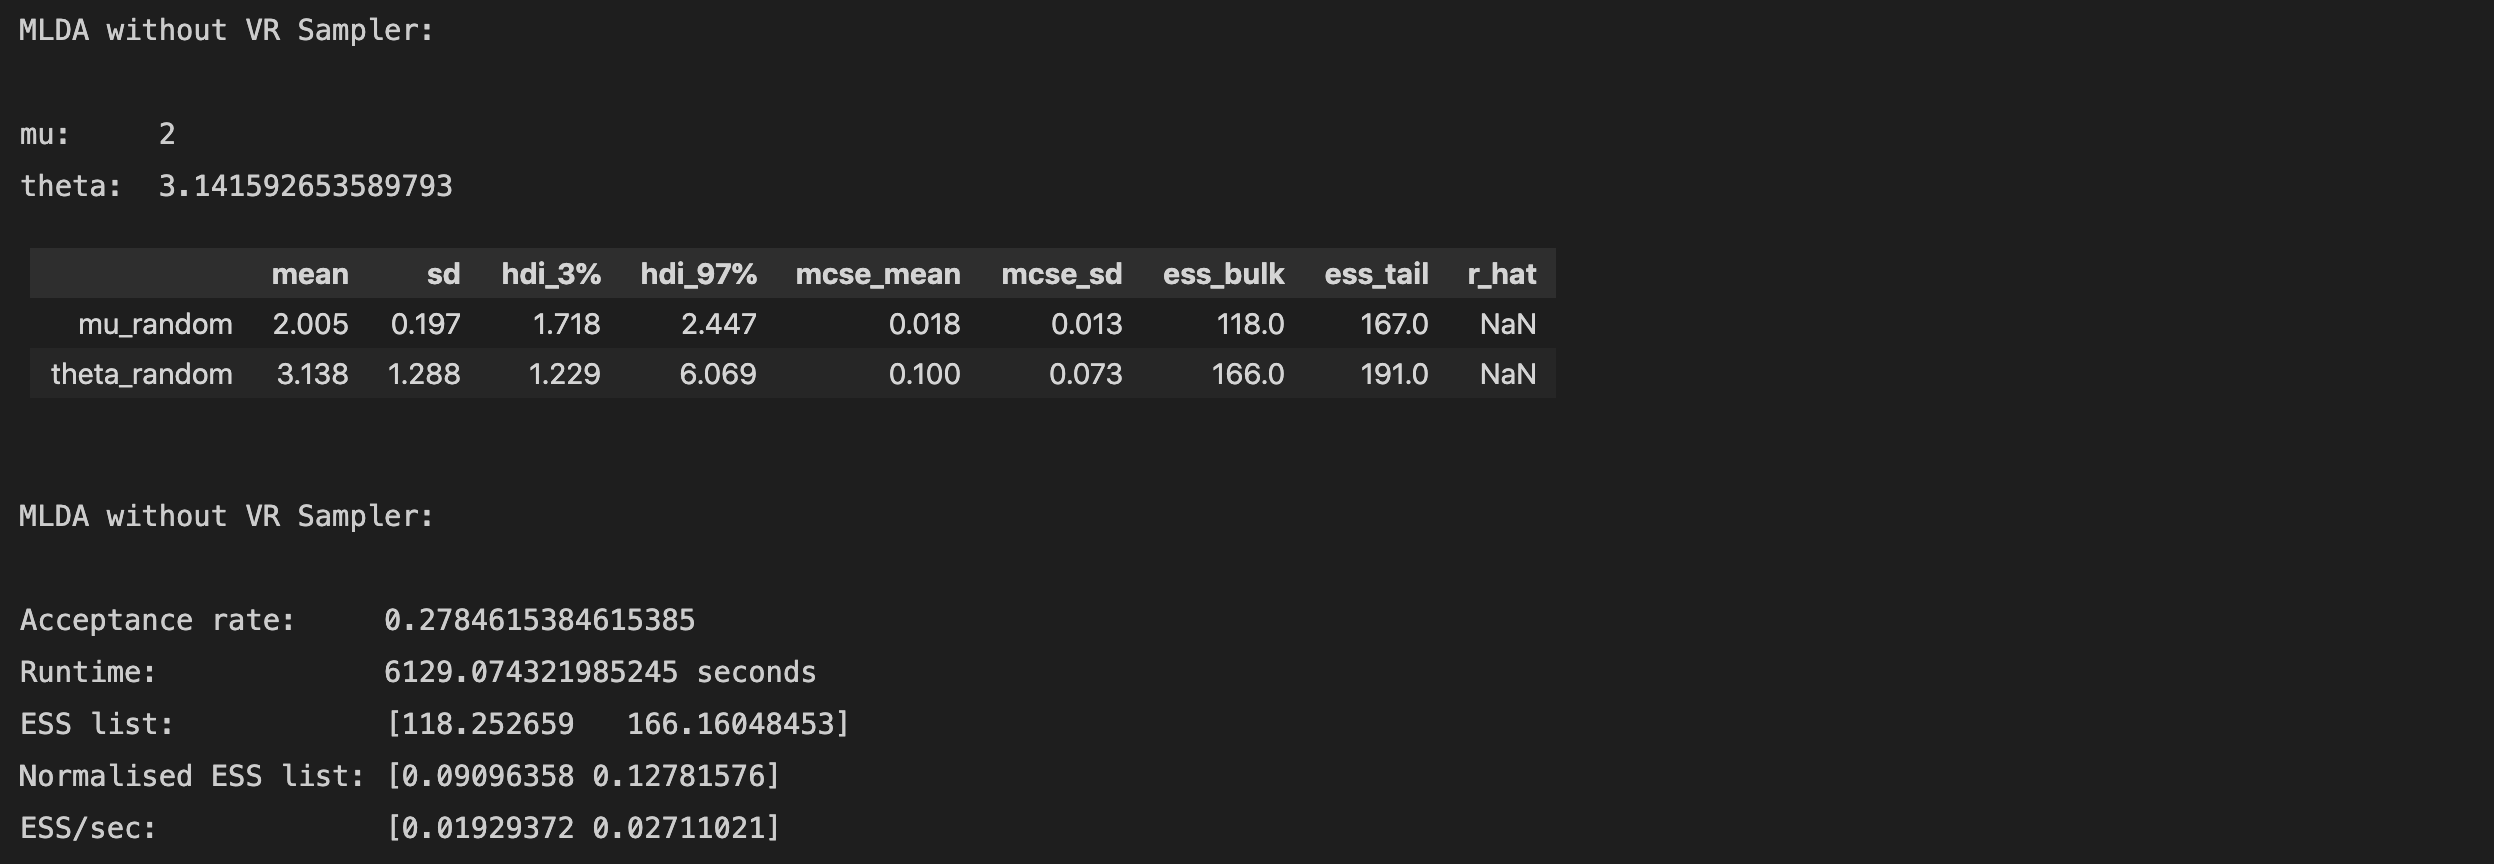 MLDA without VR Sampler:
mu: 2
theta: 3.141592653589793
mean sd hdi_3% hdi_97% mcse_mean mcse_sd ess_bulk ess_tail r_hat
mu_random 2.005 0.197 1.718 2.447 0.018 0.013 118.0 167.0 NaN
theta_random 3.138 1.288 1.229 6.069 0.100 0.073 166.0 191.0 NaN
MLDA without VR Sampler:
Acceptance rate: 0.2784615384615385
Runtime: 6129.074321985245 seconds
ESS list: [118.252659 166.16048453]
Normalised ESS list: [0.09096358 0.12781576]
ESS/sec: [0.01929372 0.02711021]